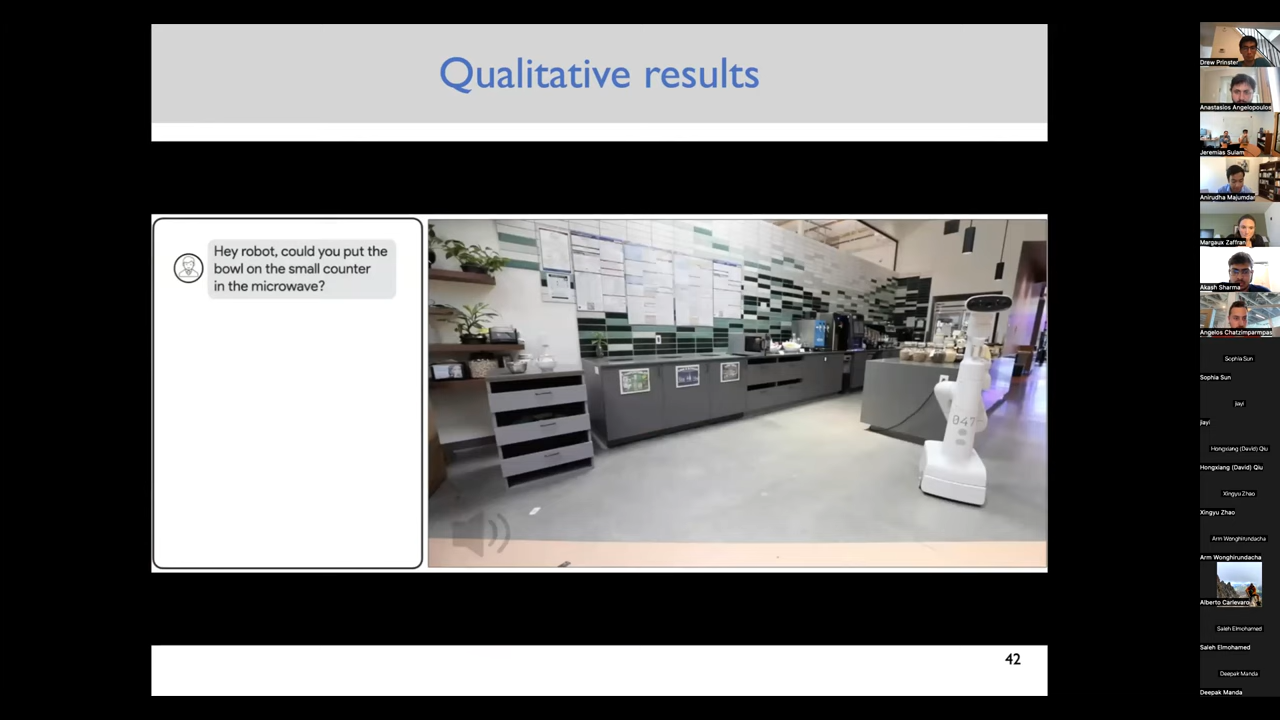 Qualitative results
Hey robot, could you put the
bowl on the small counter
in the microwave?
047
42
Drew Prinster
Anastasios Angelopoulos
Jeremias Sulam
Anirudha Majumdar
Margaux Zaffran
Akash Sharma
Angelos Chatzimparmpas
Sophia Sun
Sophia Sun
Jiayi
Jiayi
Hongxiang (David) Qiu
Hongxiang (David) Qiu
Xingyu Zhao
Xingyu Zhao
Arm Wonghirundacha
Arm Wonghirundacha
Alberto Carlevaro
Saleh Elmohamed
Saleh Elmohamed
Deepak Manda
Deepak Manda